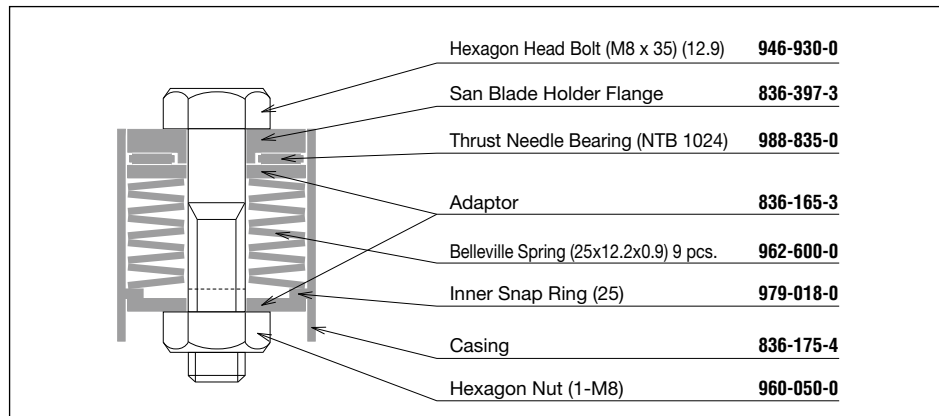 Hexagon Head Bolt (M8 x 35) (12.9) 946-930-0
San Blade Holder Flange 836-397-3
Thrust Needle Bearing (NTB 1024) 988-835-0
Adaptor 836-165-3
Belleville Spring (25x12.2x0.9) 9 pcs. 962-600-0
Inner Snap Ring (25) 979-018-0
Casing 836-175-4
Hexagon Nut (1-M8) 960-050-0